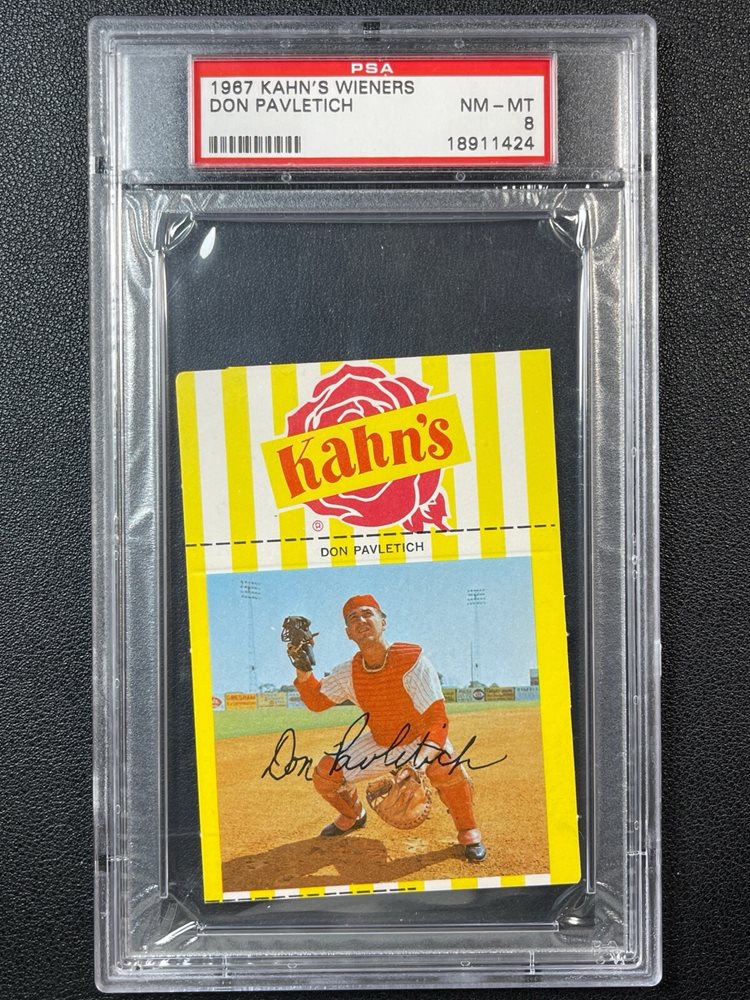 PSA
1967 KAHN'S WIENERS
DON PAVLETICH NM-MT
8
18911424
Kahn's
®
DON PAVLETICH
Don Pavletich